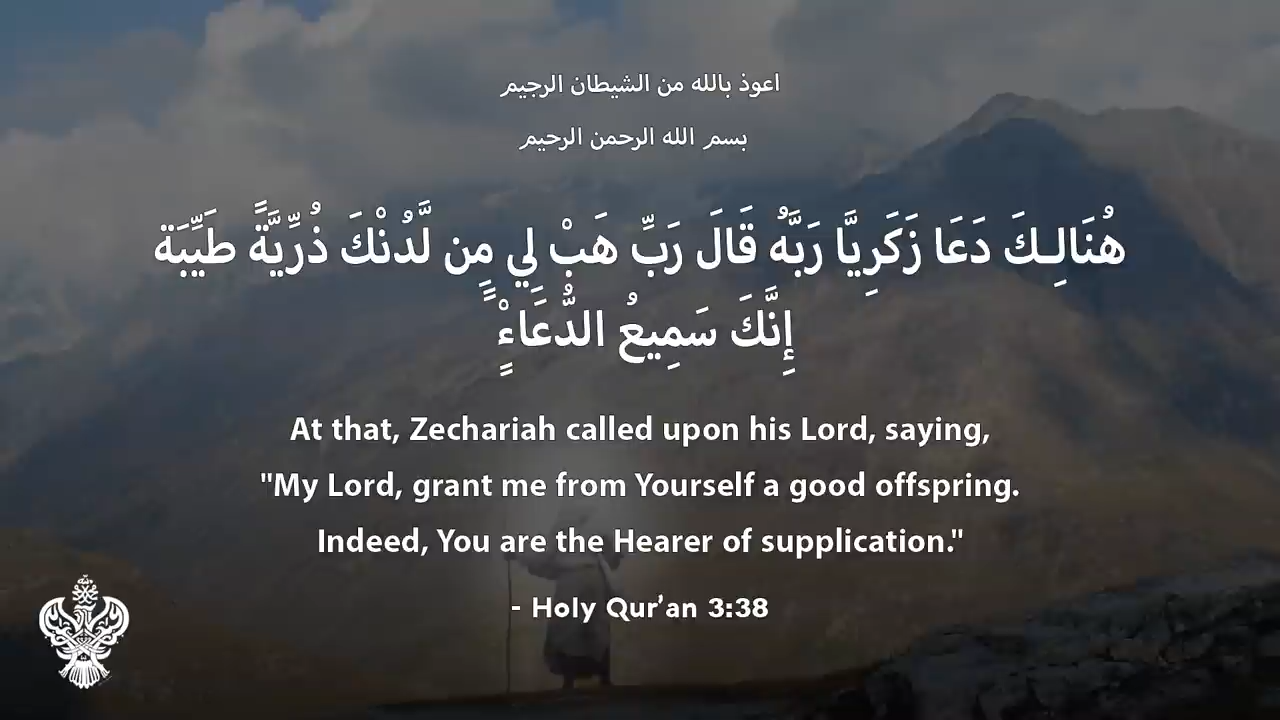 اعوذ بالله من الشيطان الرجيم
بسم الله الرحمن الرحيم
هُنَالِـكَ دَعَا زَكَرِيَّا رَبَّهُ قَالَ رَبِّ هَبْ لِي مِن لَّدُنْكَ ذُرِّيَّةً طَيِّبَة
إِنَّكَ سَمِيعُ الدُّعَاء
At that, Zechariah called upon his Lord, saying,
"My Lord, grant me from Yourself a good offspring.
Indeed, You are the Hearer of supplication."
- Holy Qur’an 3:38